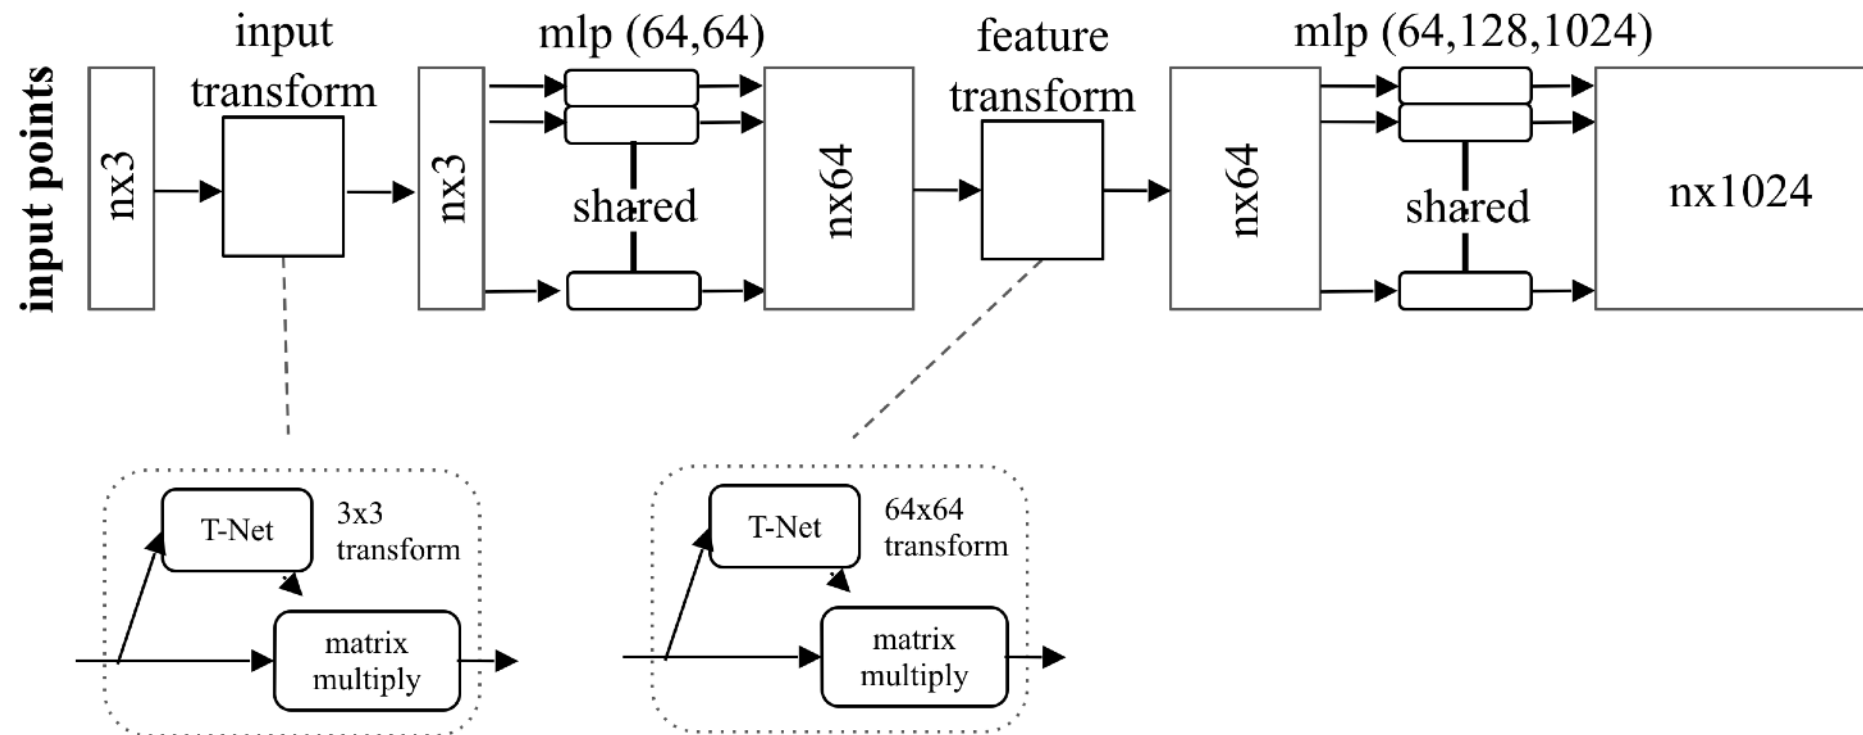 input
transform
mlp (64,64)
feature
transform
mlp (64,128,1024)
input points
nx3
nx3
shared
nx64
nx64
shared
nx1024
T-Net
3x3
transform
matrix
multiply
T-Net
64x64
transform
matrix
multiply